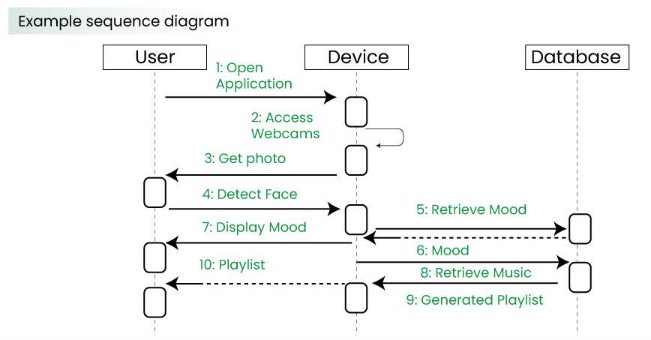 Example sequence diagram
User
Device
Database
1: Open
Application
2: Access
Webcams
3: Get photo
4: Detect Face
5: Retrieve Mood
7: Display Mood
6: Mood
10: Playlist
8: Retrieve Music
9: Generated Playlist